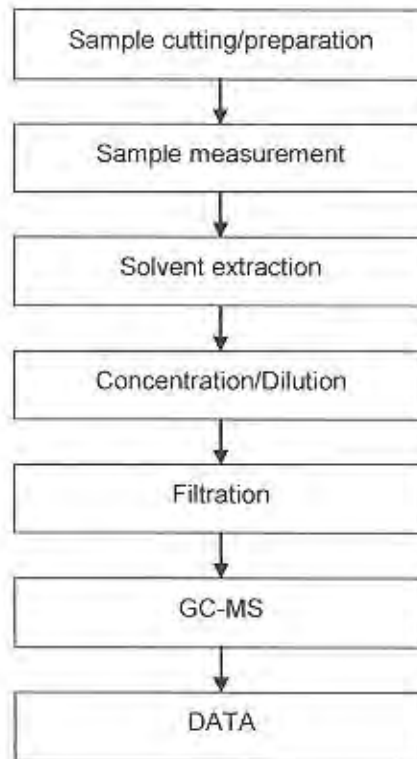 Sample cutting/preparation
Sample measurement
Solvent extraction
Concentration/Dilution
Filtration
GC-MS
DATA